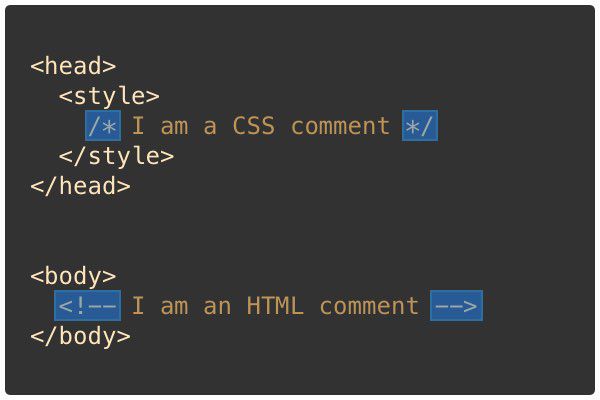 <head>
<style>
/* I am a CSS comment */
</style>
</head>
<body>
<!-- I am an HTML comment -->
</body>